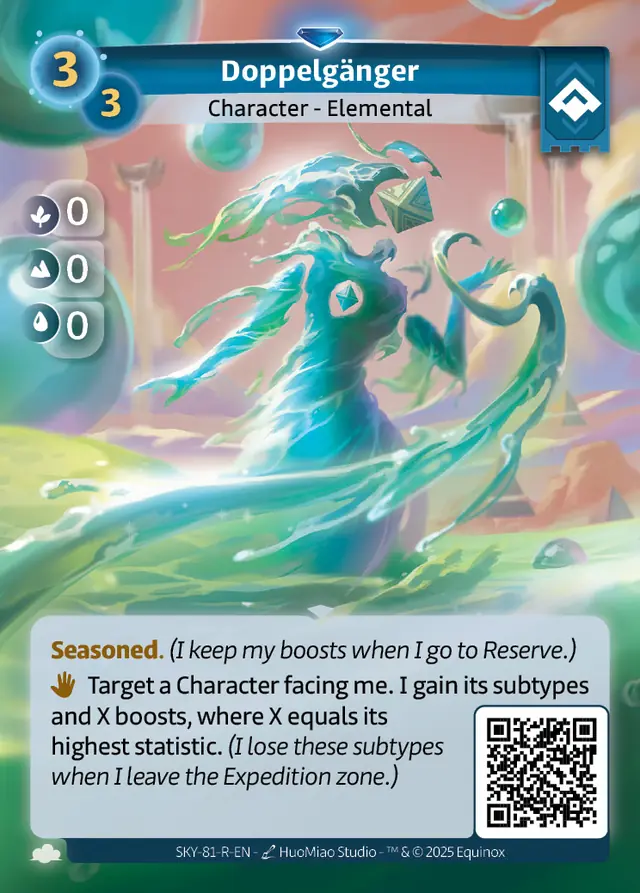 3
3
Doppelgänger
Character - Elemental
0
0
0
Seasoned. (I keep my boosts when I go to Reserve.)
Target a Character facing me. I gain its subtypes
and X boosts, where X equals its
highest statistic. (I lose these subtypes
when I leave the Expedition zone.)
SKY-81-R-EN - HuoMiao Studio - ™ & © 2025 Equinox